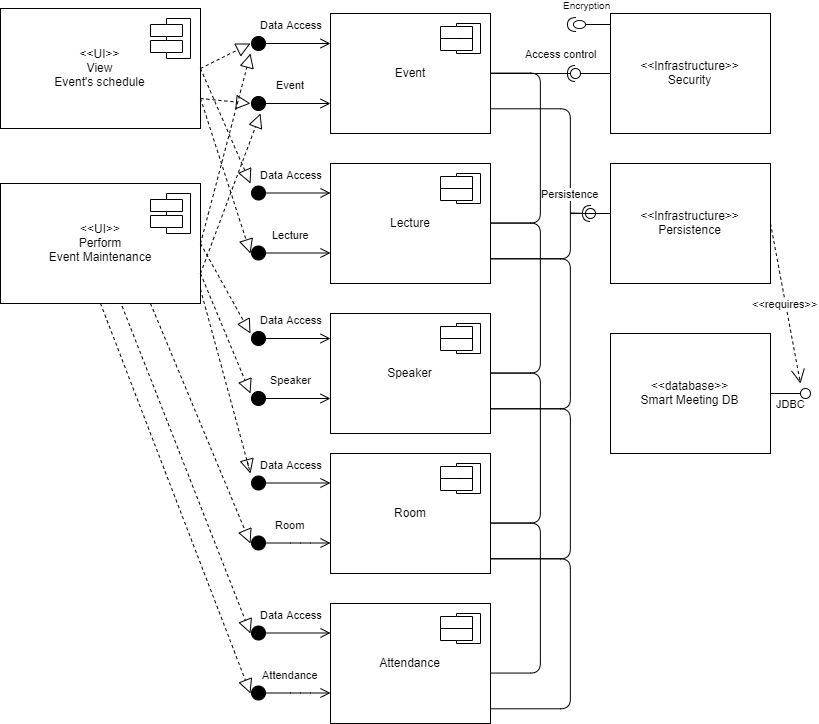 <<UI>>
View
Event's schedule
<<UI>>
Perform
Event Maintenance
Data Access
Event
Event
Data Access
Lecture
Lecture
Data Access
Speaker
Speaker
Data Access
Room
Room
Data Access
Attendance
Attendance
Encryption
Access control
<<Infrastructure>>
Security
Persistence
<<Infrastructure>>
Persistence
<<requires>>
<<database>>
Smart Meeting DB
JDBC